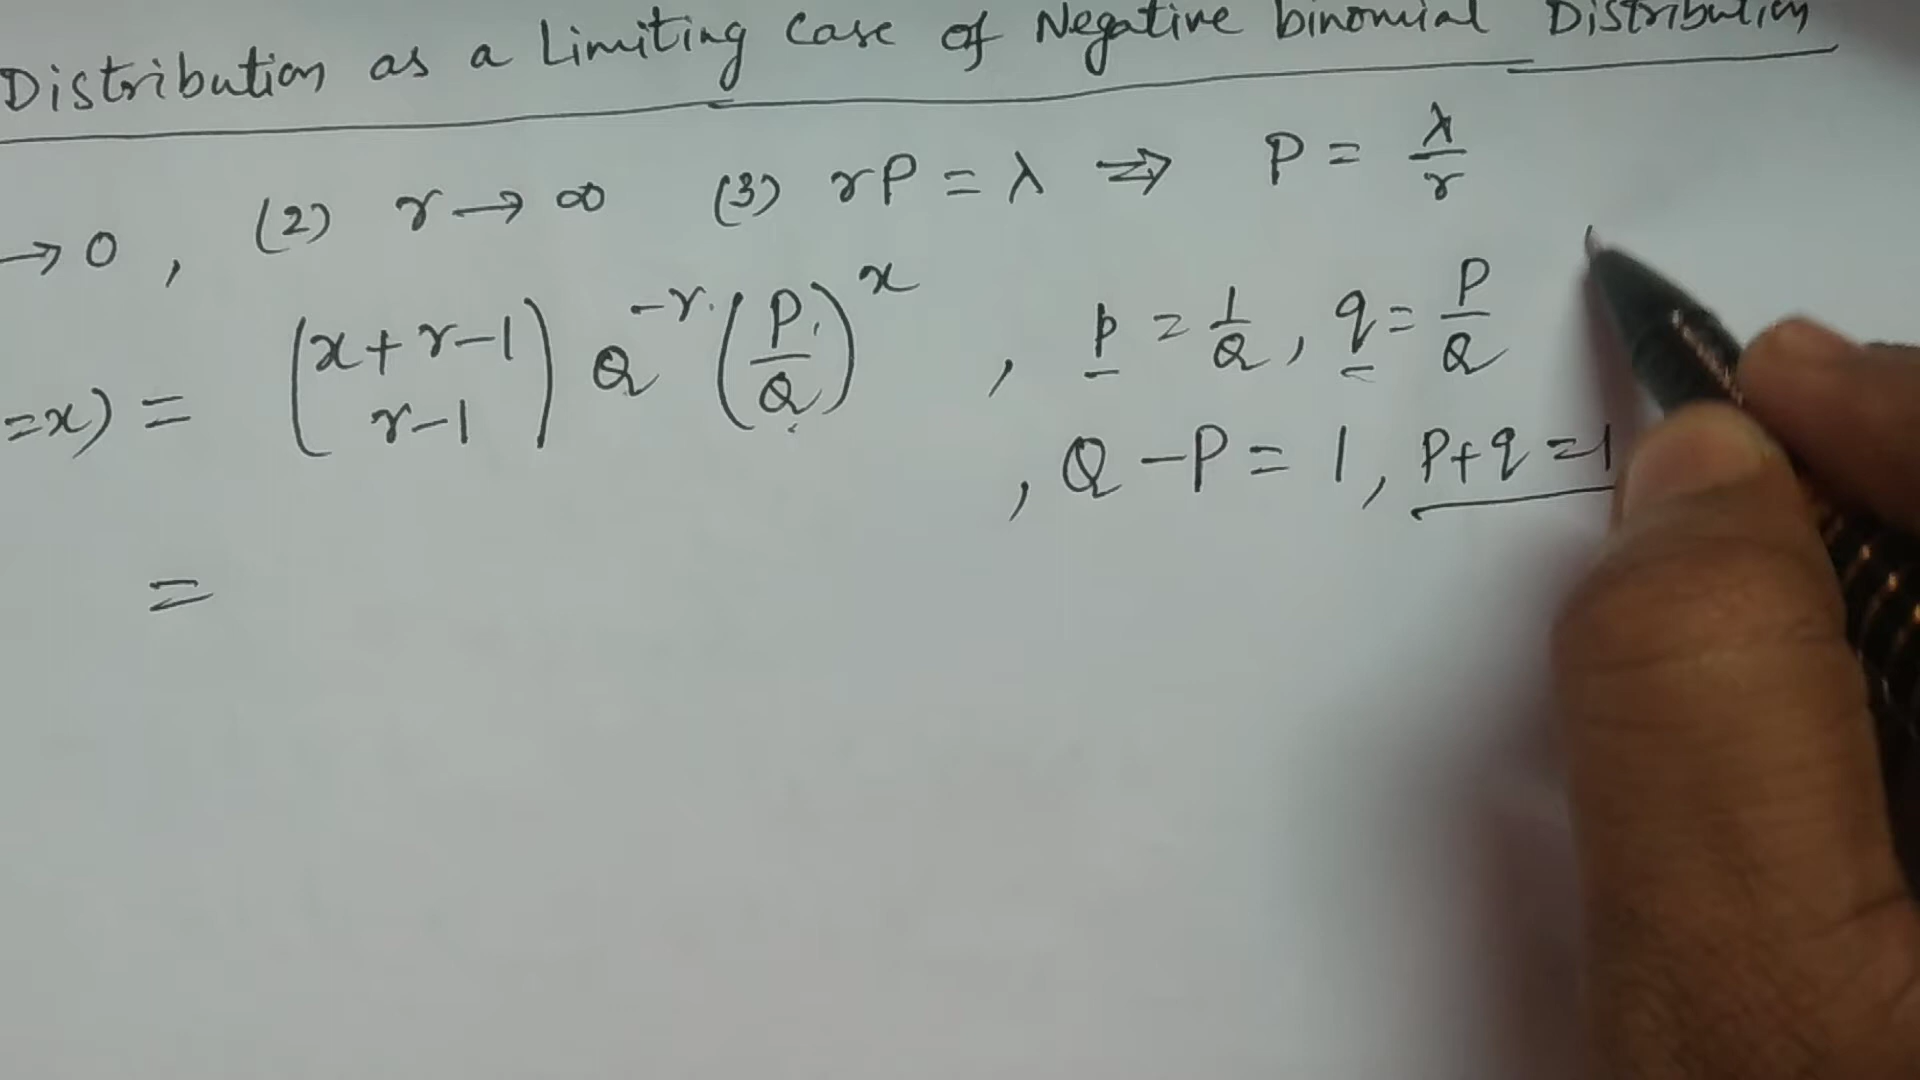 Distribution as a Limiting Case of Negative binomial Distribution
→ 0 , (2) r → ∞ (3) rP = λ ⇒ P = λ/r
=x) = (x+r-1 r-1) Q^-r (P/Q)^x , p = 1/Q , q = P/Q
, Q - P = 1 , p+q = 1
=